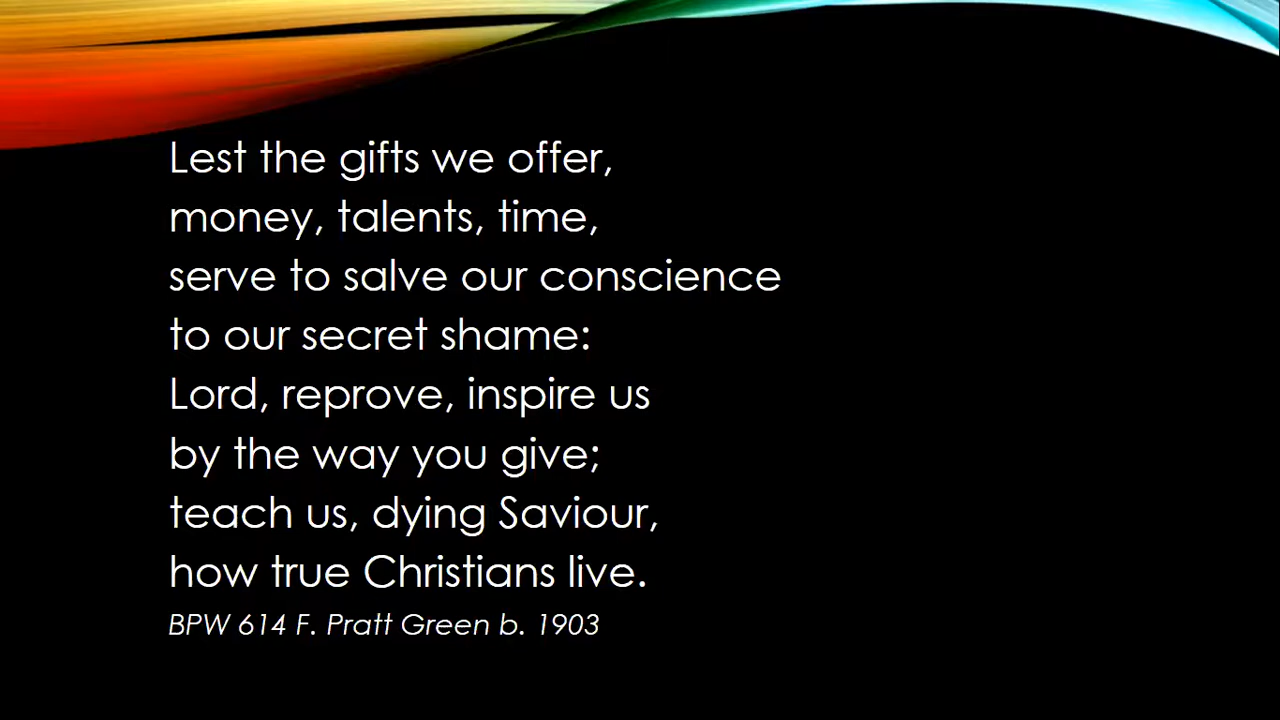 Lest the gifts we offer,
money, talents, time,
serve to salve our conscience
to our secret shame:
Lord, reprove, inspire us
by the way you give;
teach us, dying Saviour,
how true Christians live.
BPW 614 F. Pratt Green b. 1903